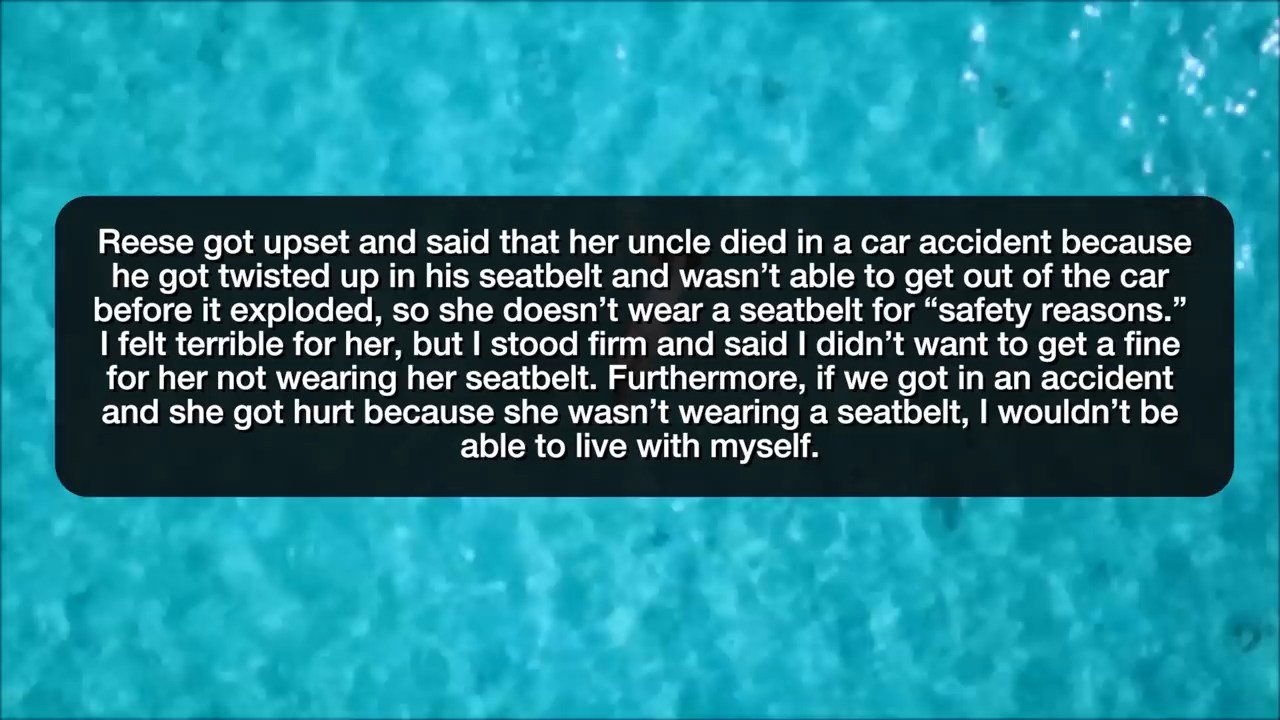 Reese got upset and said that her uncle died in a car accident because
he got twisted up in his seatbelt and wasn’t able to get out of the car
before it exploded, so she doesn’t wear a seatbelt for “safety reasons.”
I felt terrible for her, but I stood firm and said I didn’t want to get a fine
for her not wearing her seatbelt. Furthermore, if we got in an accident
and she got hurt because she wasn’t wearing a seatbelt, I wouldn’t be
able to live with myself.